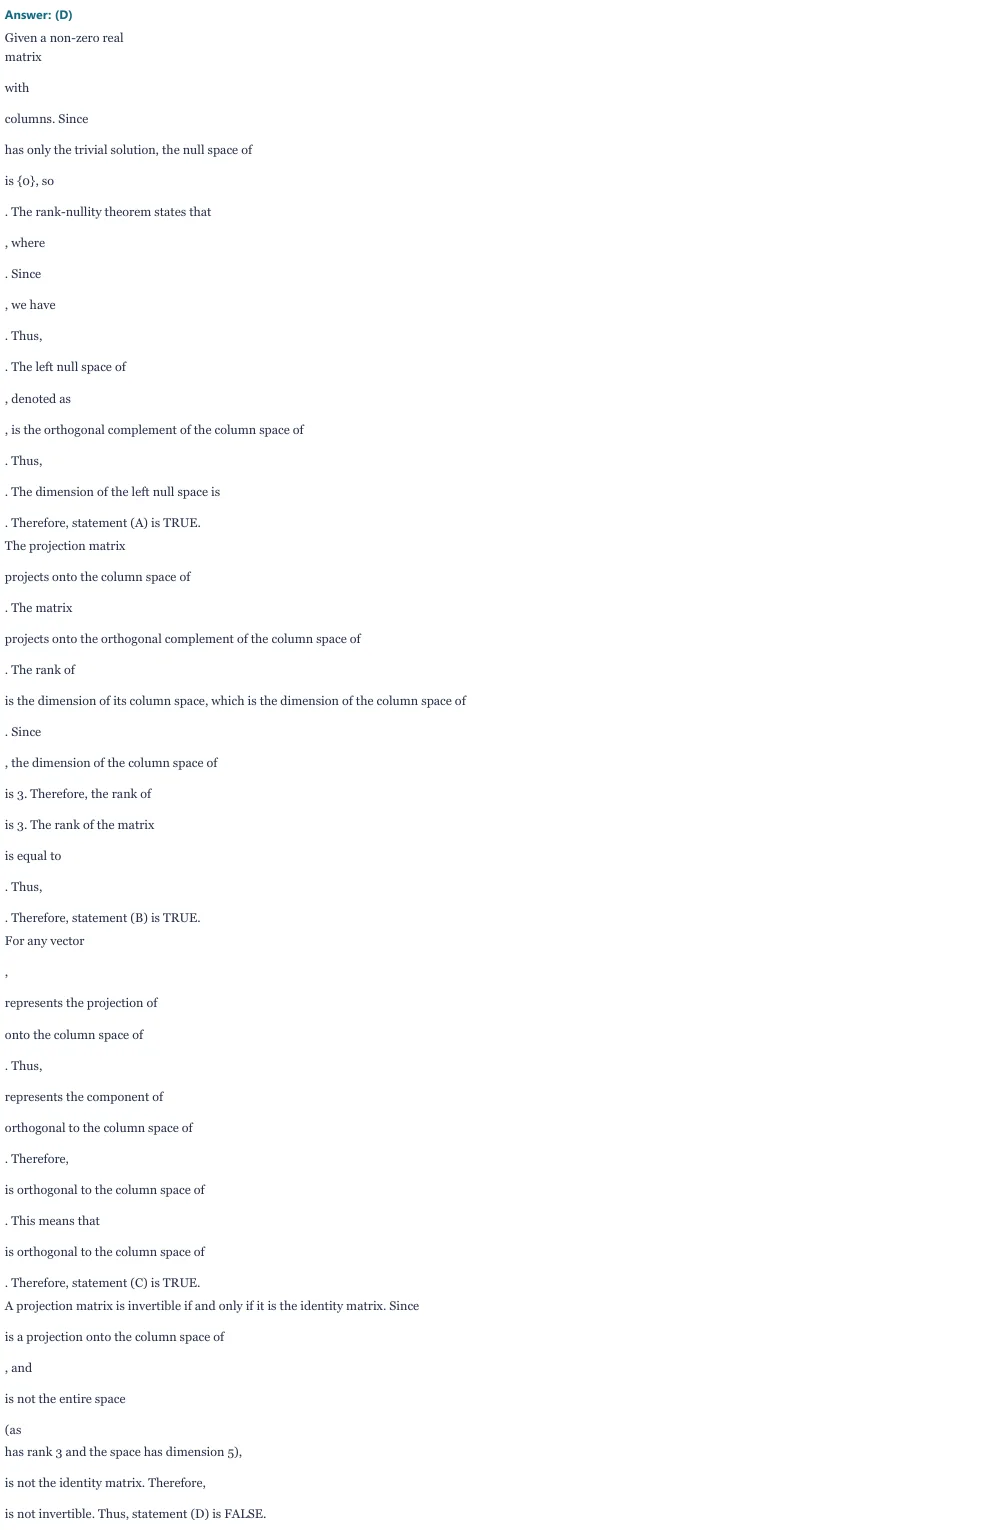 Answer: (D)
Given a non-zero real
matrix
with
columns. Since
has only the trivial solution, the null space of
is {0}, so
. The rank-nullity theorem states that
, where
. Since
, we have
. Thus,
. The left null space of
, denoted as
, is the orthogonal complement of the column space of
. Thus,
. The dimension of the left null space is
. Therefore, statement (A) is TRUE.
The projection matrix
projects onto the column space of
. The matrix
projects onto the orthogonal complement of the column space of
. The rank of
is the dimension of its column space, which is the dimension of the column space of
. Since
, the dimension of the column space of
is 3. Therefore, the rank of
is 3. The rank of the matrix
is equal to
. Thus,
. Therefore, statement (B) is TRUE.
For any vector
,
represents the projection of
onto the column space of
. Thus,
represents the component of
orthogonal to the column space of
. Therefore,
is orthogonal to the column space of
. This means that
is orthogonal to the column space of
. Therefore, statement (C) is TRUE.
A projection matrix is invertible if and only if it is the identity matrix. Since
is a projection onto the column space of
, and
is not the entire space
(as
has rank 3 and the space has dimension 5),
is not the identity matrix. Therefore,
is not invertible. Thus, statement (D) is FALSE.